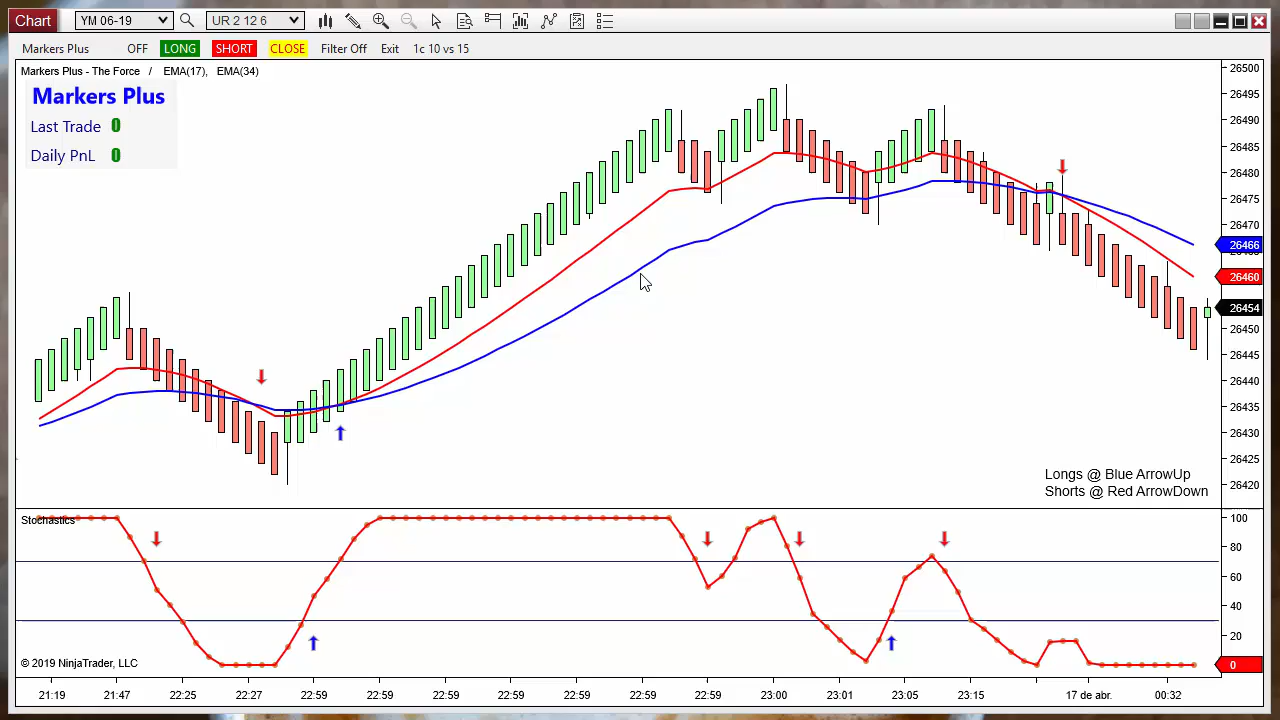 Chart YM 06-19 UR 2 12 6
Markers Plus OFF LONG SHORT CLOSE Filter Off Exit 1c 10 vs 15
Markers Plus - The Force / EMA(17), EMA(34)
Markers Plus
Last Trade 0
Daily PnL 0
26500
26495
26490
26485
26480
26475
26470
26466
26460
26454
26450
26445
26440
26435
26430
26425
26420
Longs @ Blue ArrowUp
Shorts @ Red ArrowDown
Stochastics
100
80
60
40
20
0
© 2019 NinjaTrader, LLC
21:19 21:47 22:25 22:27 22:59 22:59 22:59 22:59 22:59 22:59 22:59 23:00 23:01 23:05 23:15 17 de abr. 00:32